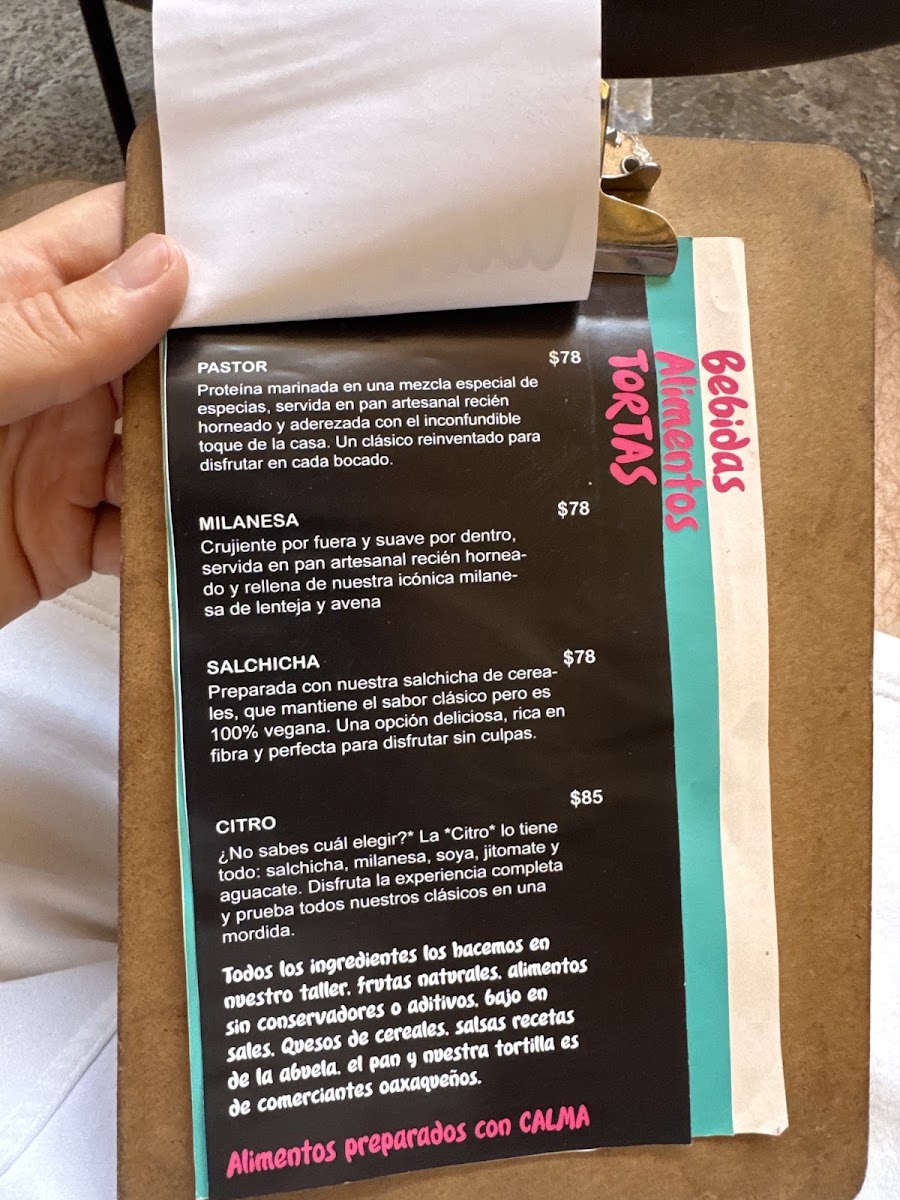 PASTOR
$78
Proteína marinada en una mezcla especial de
especias, servida en pan artesanal recién
horneado y aderezada con el inconfundible
toque de la casa. Un clásico reinventado para
disfrutar en cada bocado.
MILANESA
$78
Crujiente por fuera y suave por dentro,
servida en pan artesanal recién hornea-
do y rellena de nuestra icónica milane-
sa de lenteja y avena
SALCHICHA
$78
Preparada con nuestra salchicha de cerea-
les, que mantiene el sabor clásico pero es
100% vegana. Una opción deliciosa, rica en
fibra y perfecta para disfrutar sin culpas.
CITRO
$85
¿No sabes cuál elegir?* La *Citro* lo tiene
todo: salchicha, milanesa, soya, jitomate y
aguacate. Disfruta la experiencia completa
y prueba todos nuestros clásicos en una
mordida.
Todos los ingredientes los hacemos en
nuestro taller. frutas naturales. alimentos
sin conservadores o aditivos. bajo en
sales. Quesos de cereales. salsas recetas
de la abuela. el pan y nuestra tortilla es
de comerciantes oaxaqueños.
Alimentos preparados con CALMA
TORTAS
Alimentos
Bebidas